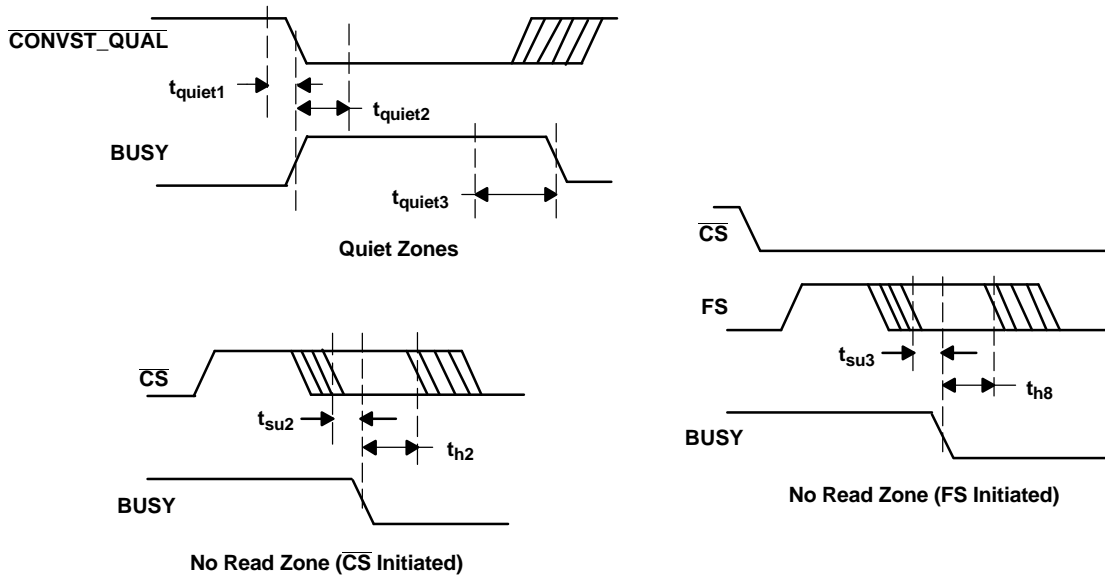 CONVST_QUAL
tquiet1
tquiet2
BUSY
tquiet3
Quiet Zones
CS
tsu2
th2
BUSY
No Read Zone (CS Initiated)
CS
FS
tsu3
th8
BUSY
No Read Zone (FS Initiated)